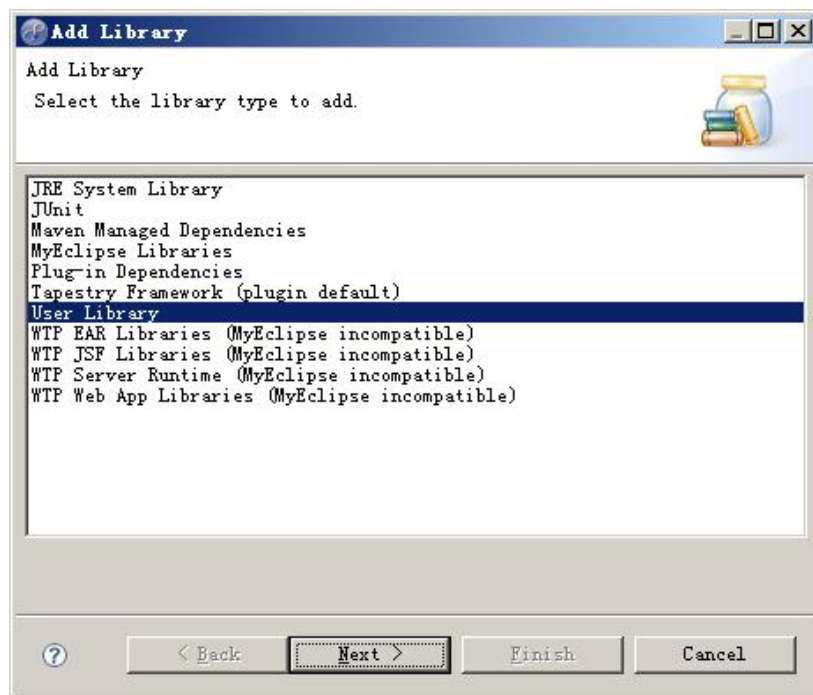 Add Library
Add Library
Select the library type to add.
JRE System Library
JUnit
Maven Managed Dependencies
MyEclipse Libraries
Plug-in Dependencies
Tapestry Framework (plugin default)
User Library
WTP EAR Libraries (MyEclipse incompatible)
WTP JSF Libraries (MyEclipse incompatible)
WTP Server Runtime (MyEclipse incompatible)
WTP Web App Libraries (MyEclipse incompatible)
? < Back Next > Finish Cancel